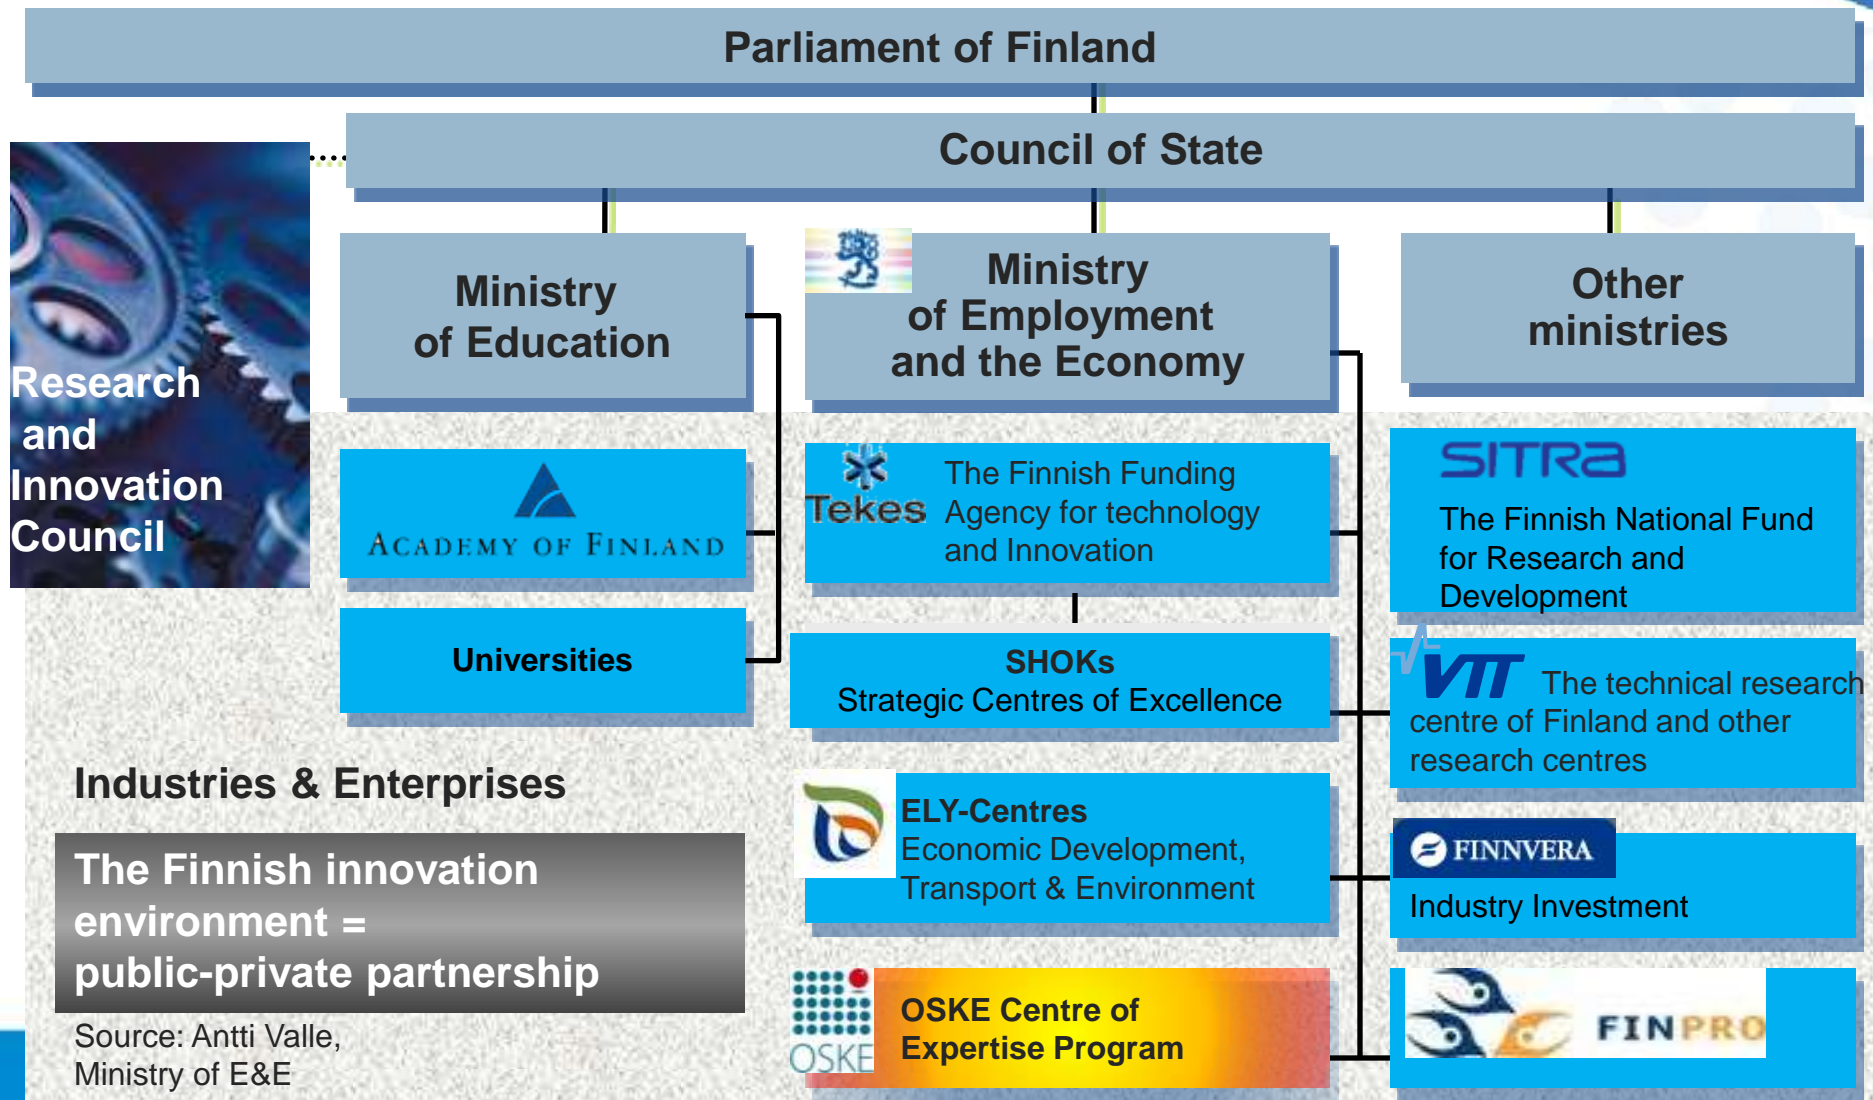 Parliament of Finland
Council of State
Research
and
Innovation
Council
Ministry
of Education
Ministry
of Employment
and the Economy
Other
ministries
ACADEMY OF FINLAND
Universities
Tekes
The Finnish Funding
Agency for technology
and Innovation
SHOKs
Strategic Centres of Excellence
ELY-Centres
Economic Development,
Transport & Environment
OSKE
OSKE Centre of
Expertise Program
SITRA
The Finnish National Fund
for Research and
Development
VTT The technical research
centre of Finland and other
research centres
FINNVERA
Industry Investment
FINPRO
Industries & Enterprises
The Finnish innovation
environment =
public-private partnership
Source: Antti Valle,
Ministry of E&E